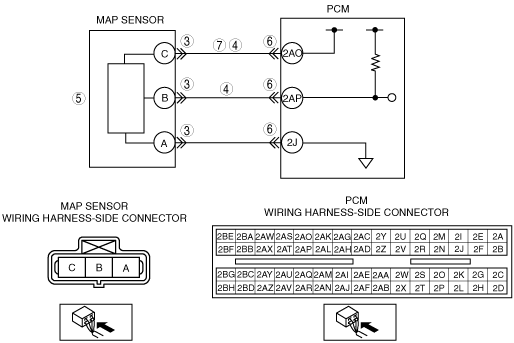 MAP SENSOR
PCM
C ③ ⑦ ④ ⑥ 2AO
⑤ B ③ ④ ⑥ 2AP
A ③ ⑥ 2J
MAP SENSOR
WIRING HARNESS-SIDE CONNECTOR
C B A
PCM
WIRING HARNESS-SIDE CONNECTOR
2BE 2BA 2AW 2AS 2AO 2AK 2AG 2AC 2Y 2U 2Q 2M 2I 2E 2A
2BF 2BB 2AX 2AT 2AP 2AL 2AH 2AD 2Z 2V 2R 2N 2J 2F 2B
2BG 2BC 2AY 2AU 2AQ 2AM 2AI 2AE 2AA 2W 2S 2O 2K 2G 2C
2BH 2BD 2AZ 2AV 2AR 2AN 2AJ 2AF 2AB 2X 2T 2P 2L 2H 2D